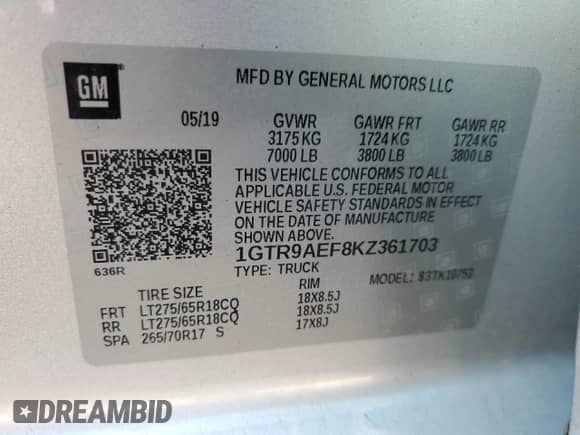 GM
MFD BY GENERAL MOTORS LLC
05/19 GVWR GAWR FRT GAWR RR
3175 KG 1724 KG 1724 KG
7000 LB 3800 LB 3800 LB
THIS VEHICLE CONFORMS TO ALL
APPLICABLE U.S. FEDERAL MOTOR
VEHICLE SAFETY STANDARDS IN EFFECT
ON THE DATE OF MANUFACTURE
SHOWN ABOVE.
636R 1GTR9AEF8KZ361703
TYPE: TRUCK MODEL: S3TK10753
TIRE SIZE RIM
FRT LT275/65R18CQ 18X8.5J
RR LT275/65R18CQ 18X8.5J
SPA 265/70R17 S 17X8J
DREAMBID